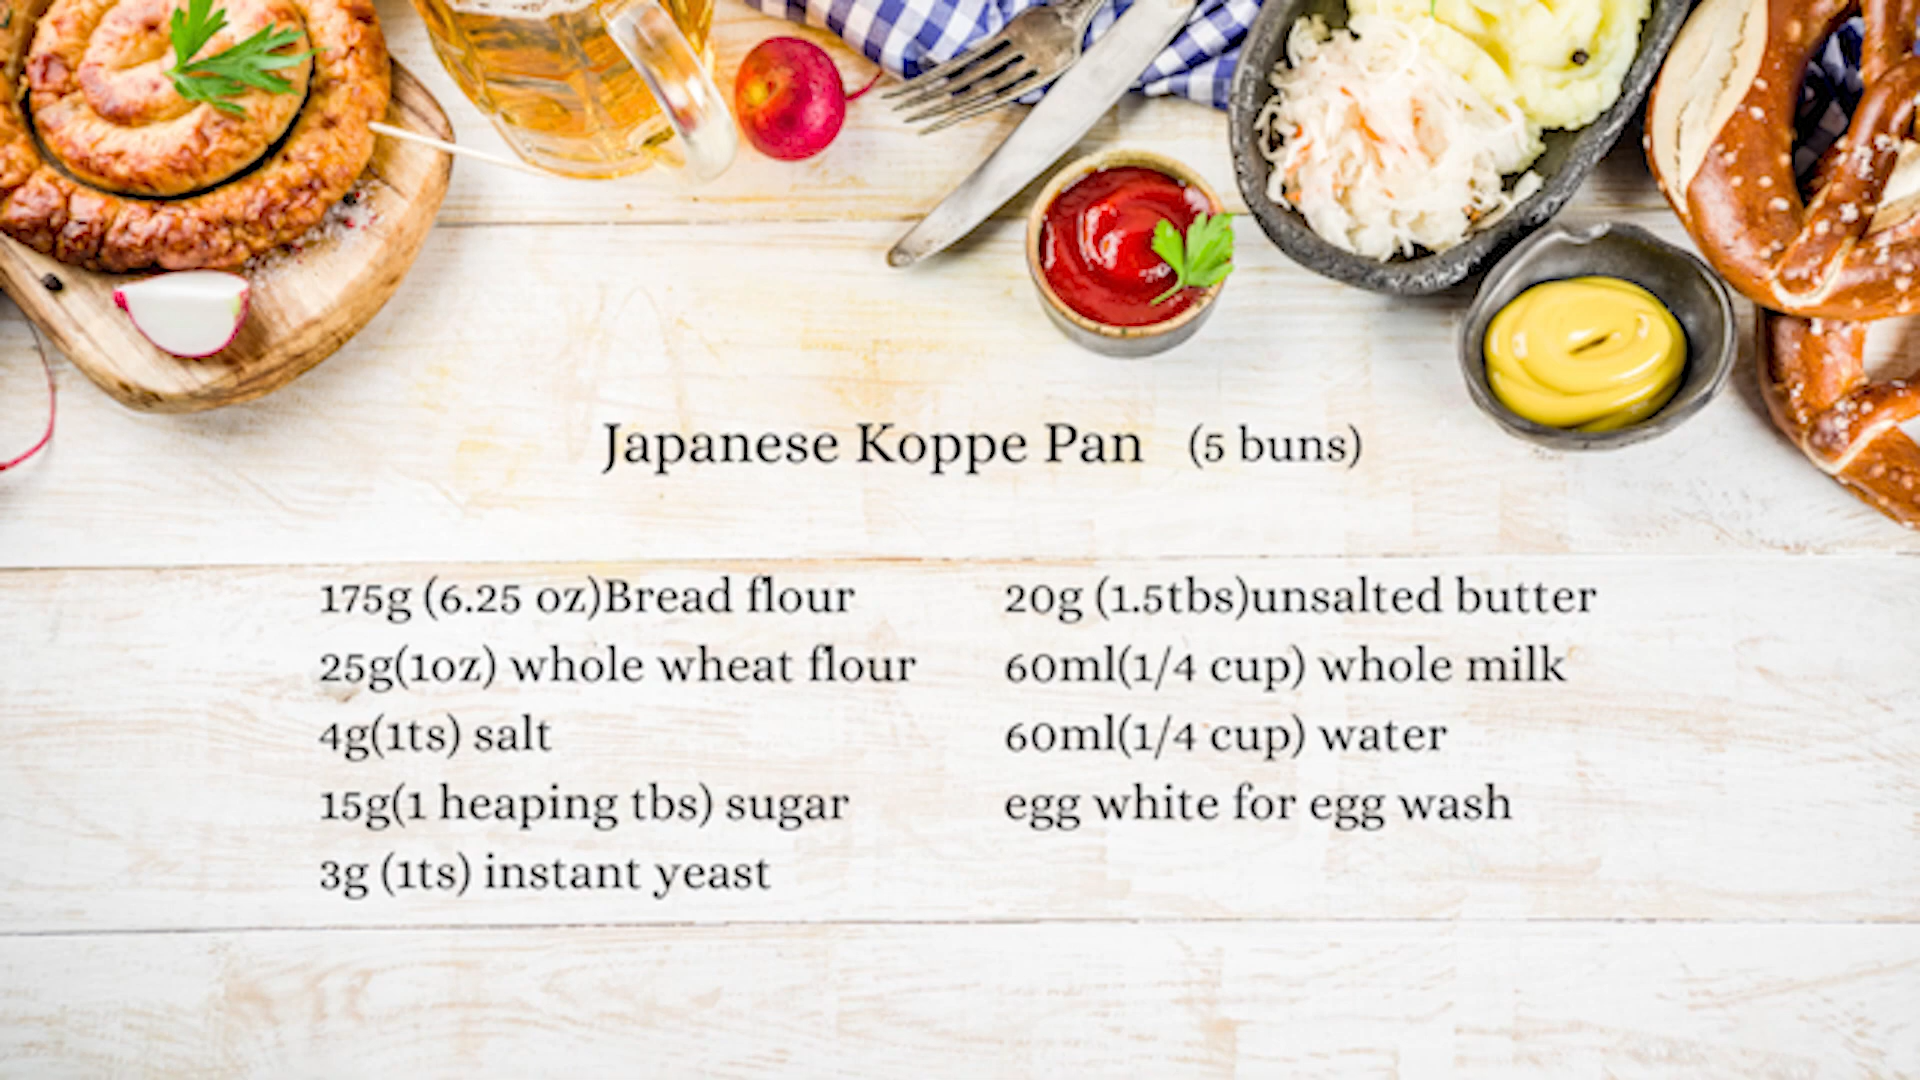 Japanese Koppe Pan (5 buns)
175g (6.25 oz)Bread flour
25g(1oz) whole wheat flour
4g(1ts) salt
15g(1 heaping tbs) sugar
3g (1ts) instant yeast
20g (1.5tbs)unsalted butter
60ml(1/4 cup) whole milk
60ml(1/4 cup) water
egg white for egg wash